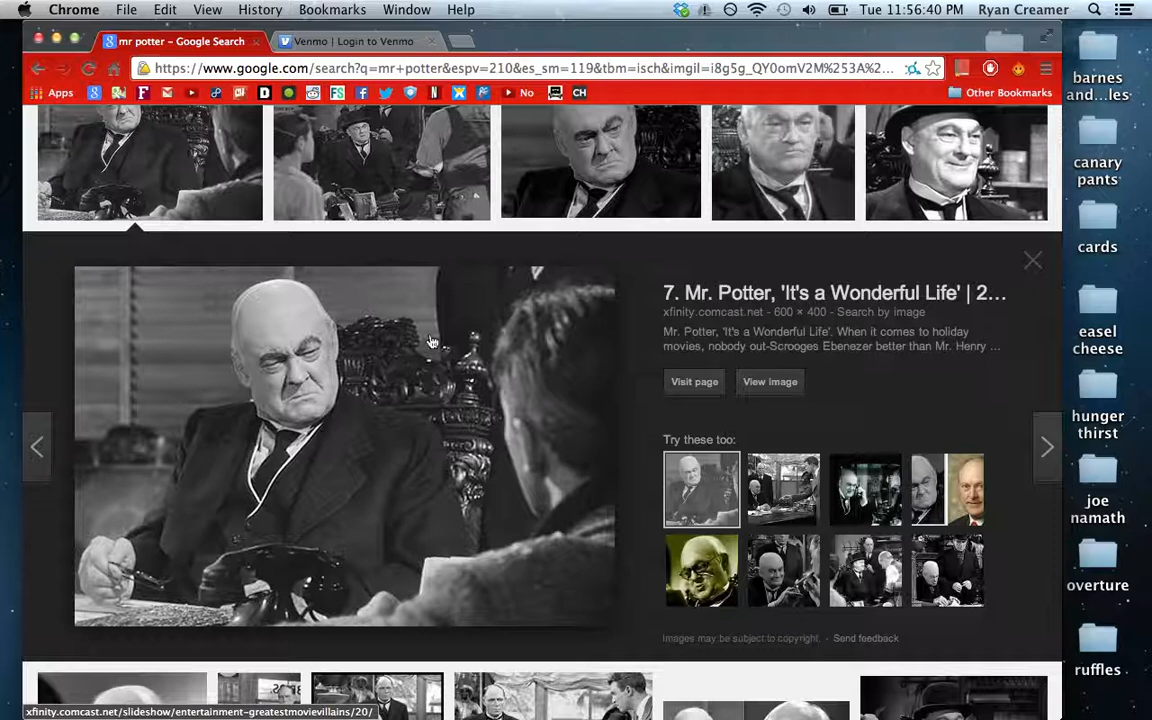 Chrome File Edit View History Bookmarks Window Help Tue 11:56:40 PM Ryan Creamer
mr potter - Google Search
Venmo | Login to Venmo
https://www.google.com/search?q=mr+potter&espv=210&es_sm=119&tbm=isch&imgil=i8g5g_QY0omV2M%253A%252...
Apps
No
CH
Other Bookmarks
7. Mr. Potter, 'It's a Wonderful Life' | 2...
xfinity.comcast.net - 600 × 400 - Search by image
Mr. Potter, 'It's a Wonderful Life'. When it comes to holiday
movies, nobody out-Scrooges Ebenezer better than Mr. Henry ...
Visit page
View image
Try these too:
Images may be subject to copyright. - Send feedback
xfinity.comcast.net/slideshow/entertainment-greatestmovievillains/20/
barnes
and...les
canary
pants
cards
easel
cheese
hunger
thirst
joe
namath
overture
ruffles